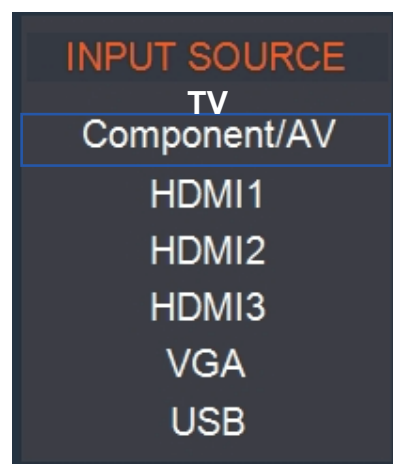 INPUT SOURCE
TV
Component/AV
HDMI1
HDMI2
HDMI3
VGA
USB